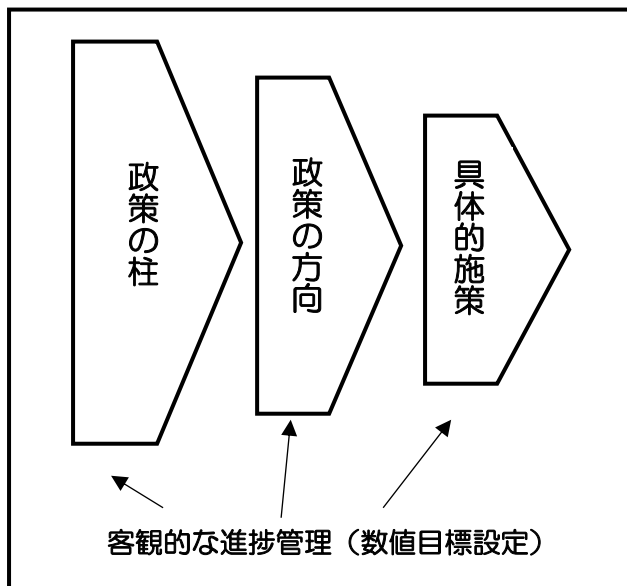 政策の柱
政策の方向
具体的施策
客観的な進捗管理（数値目標設定）